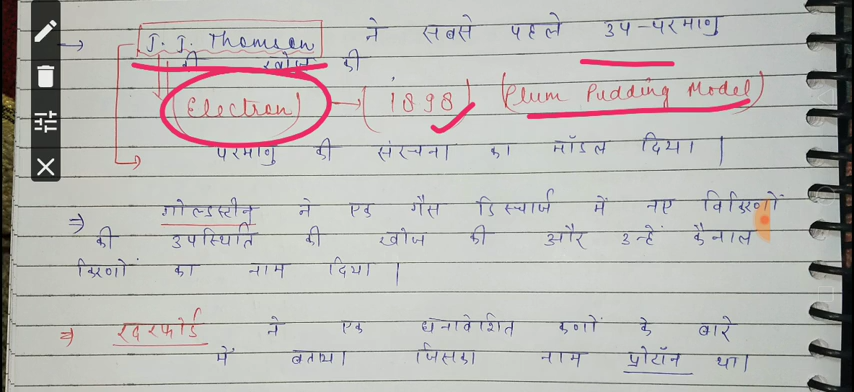 → J. J. Thomson ने सबसे पहले उप-परमाणु
की खोज की
(Electron) → (1898) (Plum Pudding Model)
परमाणु की संरचना का मॉडल दिया।
⇒ गोल्डस्टीन ने एक गैस डिस्चार्ज में नए विकिरणों
की उपस्थिति की खोज की और उन्हें कैनाल
किरणों का नाम दिया।
⇒ रदरफोर्ड ने एक धनावेशित कणों के बारे
में बताया जिसका नाम प्रोटॉन था।